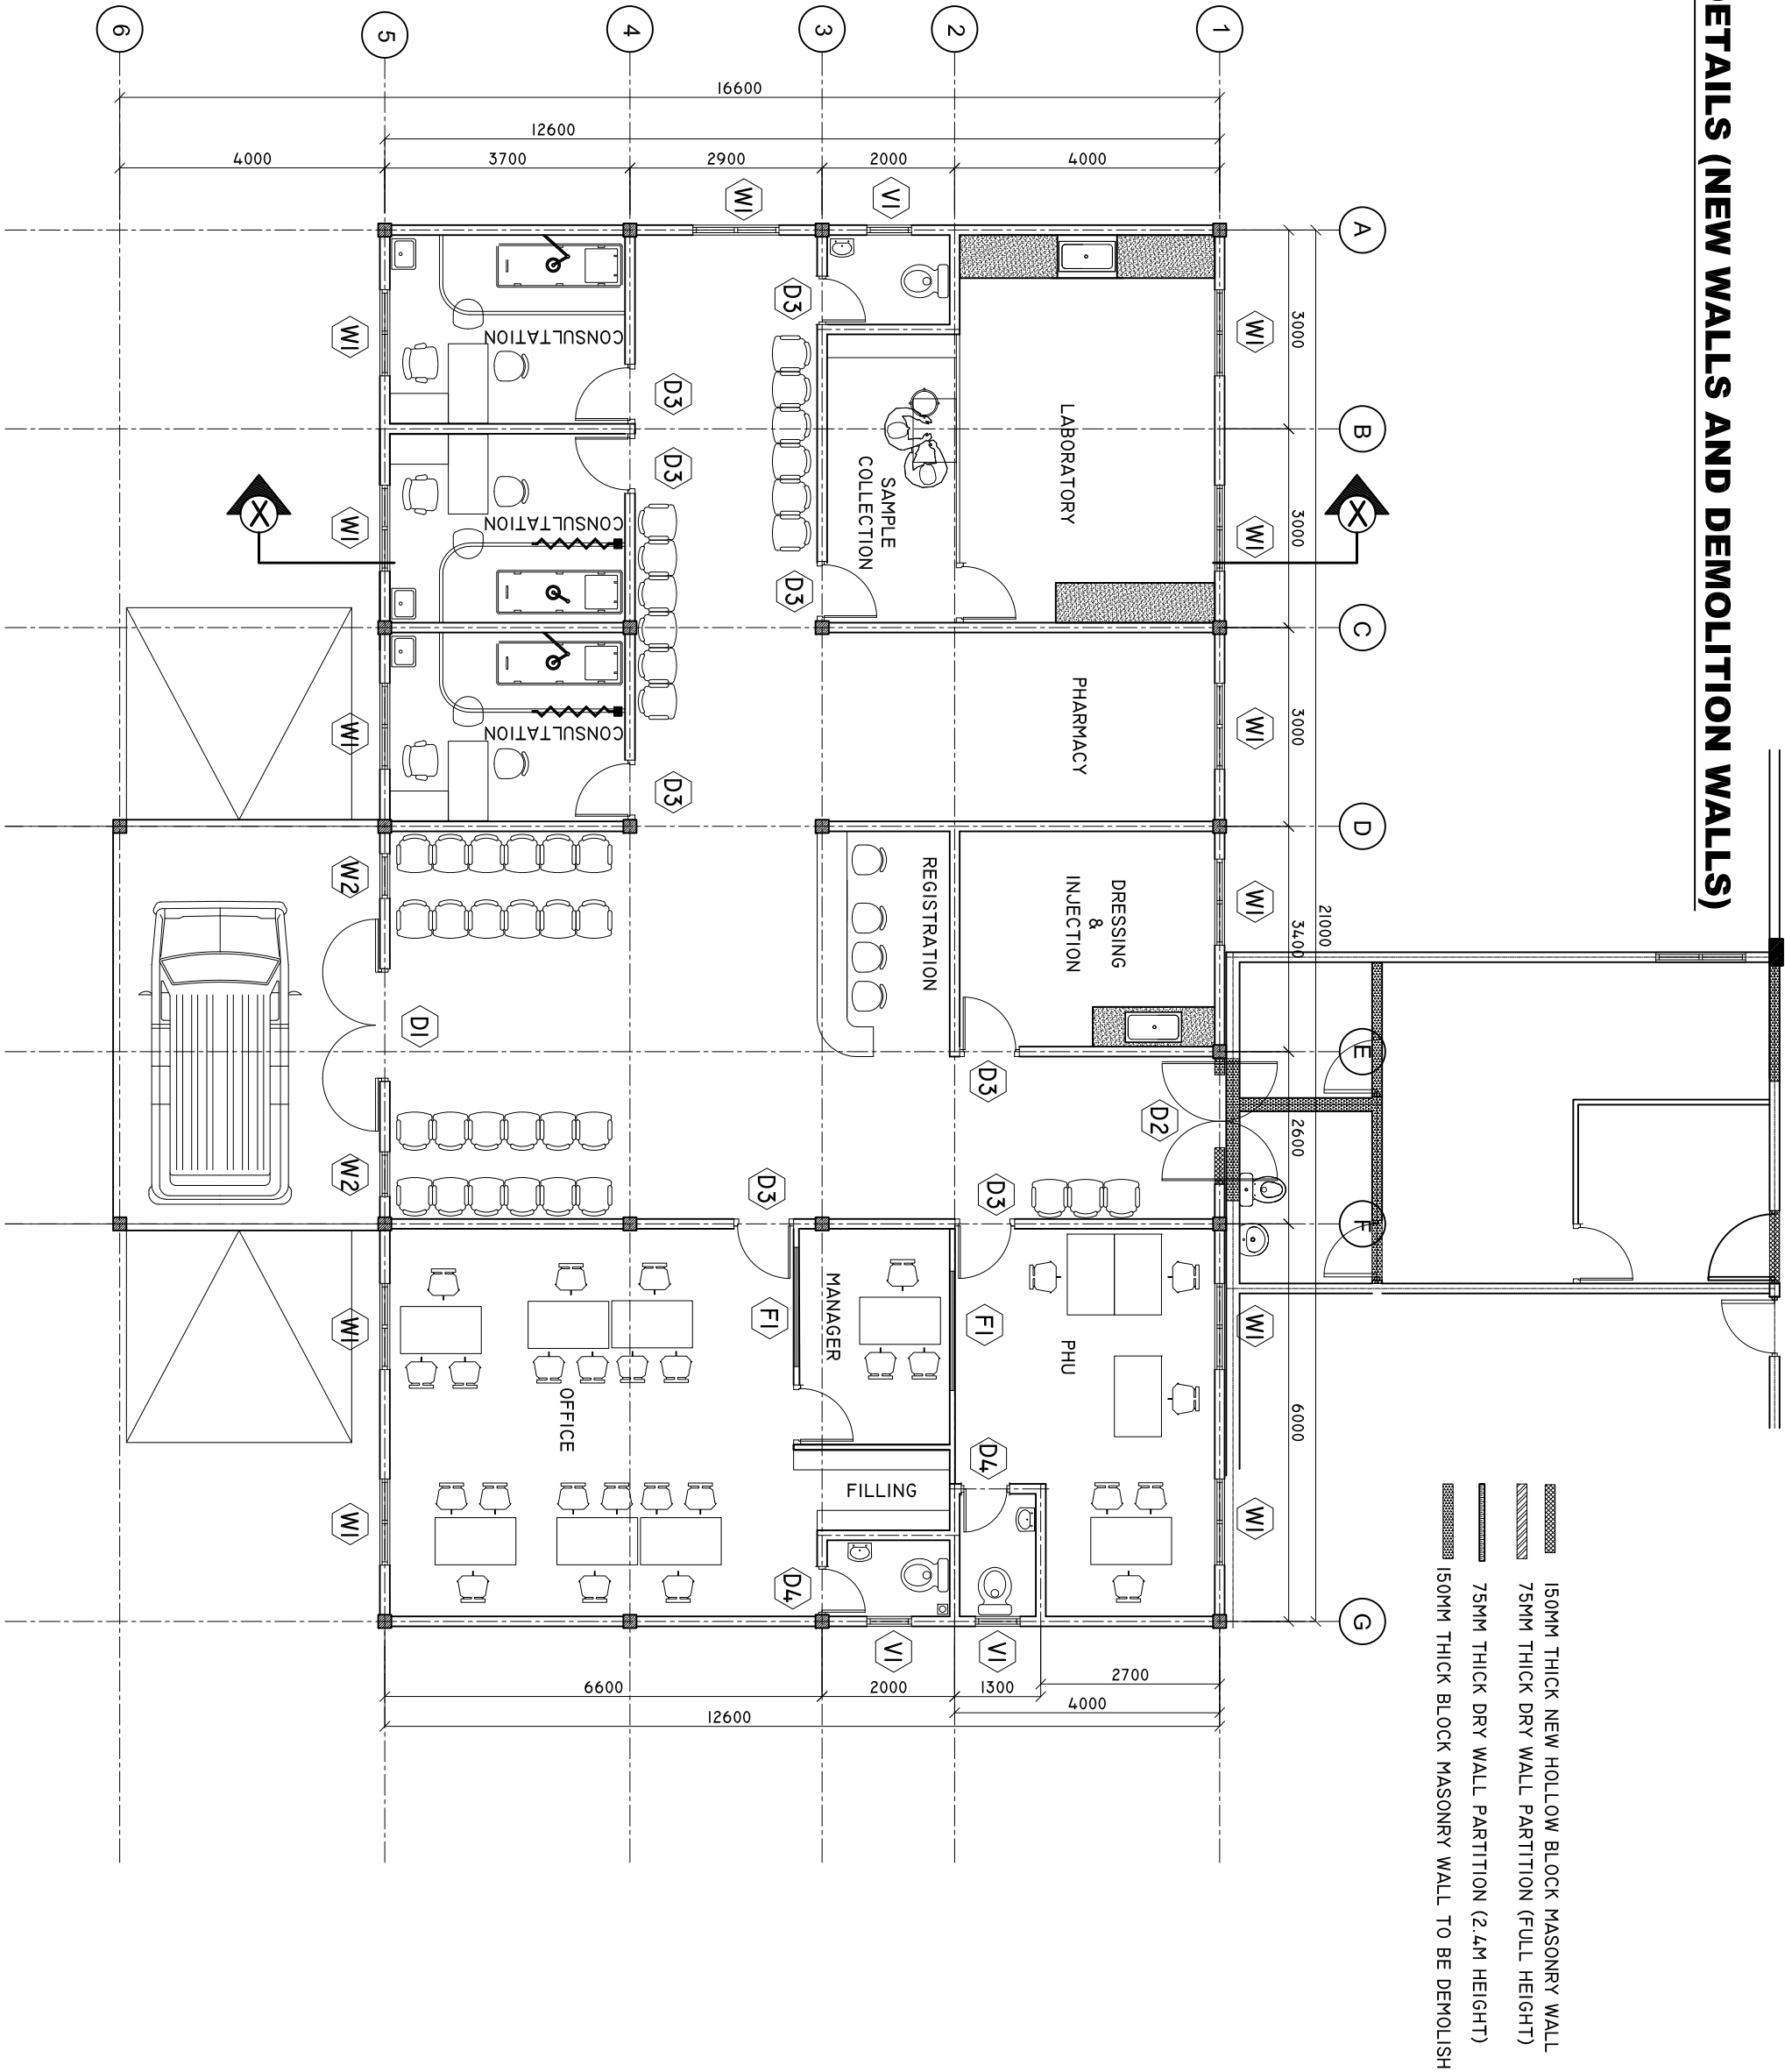 DETAILS (NEW WALLS AND DEMOLITION WALLS)
150MM THICK NEW HOLLOW BLOCK MASONRY WALL
75MM THICK DRY WALL PARTITION (FULL HEIGHT)
75MM THICK DRY WALL PARTITION (2.4M HEIGHT)
150MM THICK BLOCK MASONRY WALL TO BE DEMOLISH
A B C D E F G
X
21000
3000 3000 3000 3400 2600 6000
W1 W1 W1 W1 W1 W1
1
D2
DRESSING
&
INJECTION
LABORATORY
PHARMACY
PHU
4000
2700
D3 D3
F1
D4
1300
4000
2
V1
SAMPLE
COLLECTION
REGISTRATION
FILLING
MANAGER
V1
V1
2000
2000
3
D3 D3
D3
F1
D4
W1
2900
16600
12600
12600
D3 D3 D3
4
CONSULTATION CONSULTATION CONSULTATION
OFFICE
3700
6600
D1
5
W1 W1 W1 W2 W2 W1 W1
X
4000
6